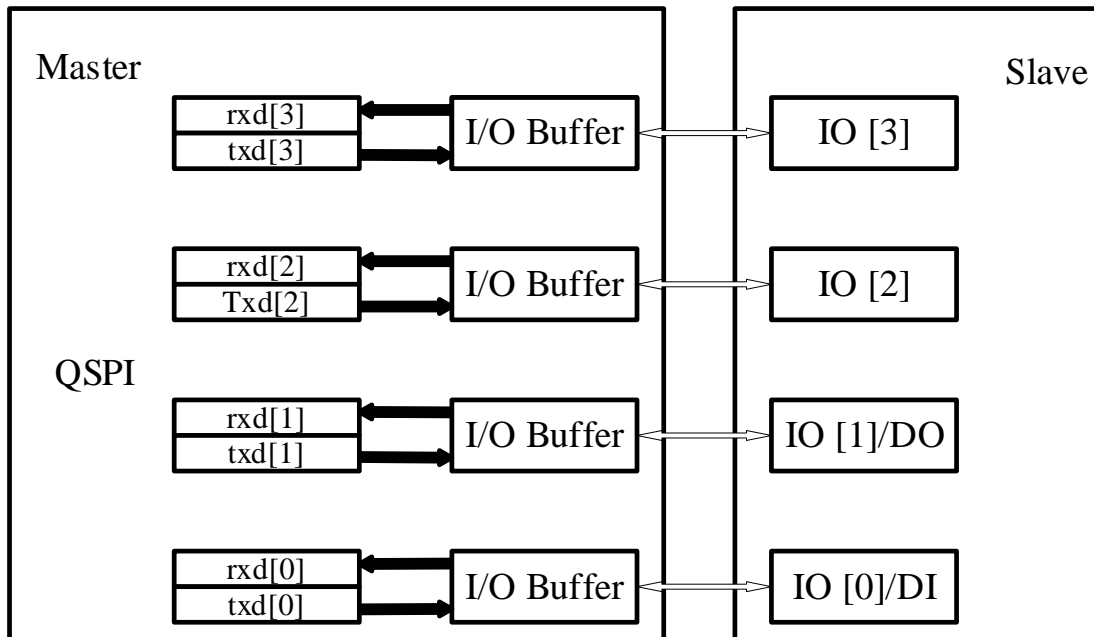 Master
Slave
rxd[3]
txd[3]
I/O Buffer
IO [3]
rxd[2]
Txd[2]
I/O Buffer
IO [2]
QSPI
rxd[1]
txd[1]
I/O Buffer
IO [1]/DO
rxd[0]
txd[0]
I/O Buffer
IO [0]/DI